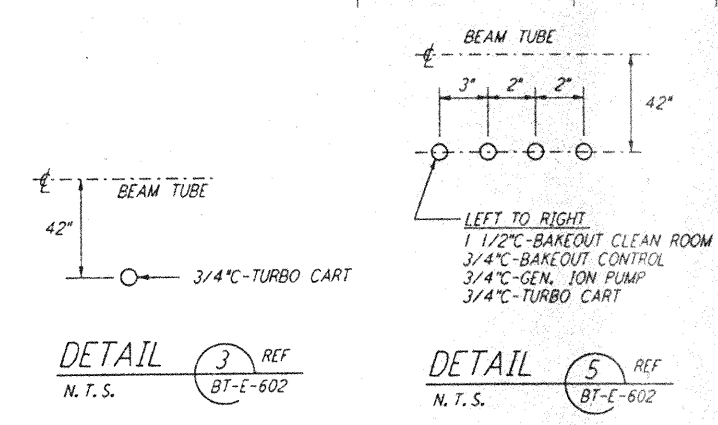 ℄ BEAM TUBE
42"
3/4"C-TURBO CART
DETAIL 3 REF
N.T.S. BT-E-602
BEAM TUBE
℄
3" 2" 2"
42"
LEFT TO RIGHT
1 1/2"C-BAKEOUT CLEAN ROOM
3/4"C-BAKEOUT CONTROL
3/4"C-GEN. ION PUMP
3/4"C-TURBO CART
DETAIL 5 REF
N.T.S. BT-E-602